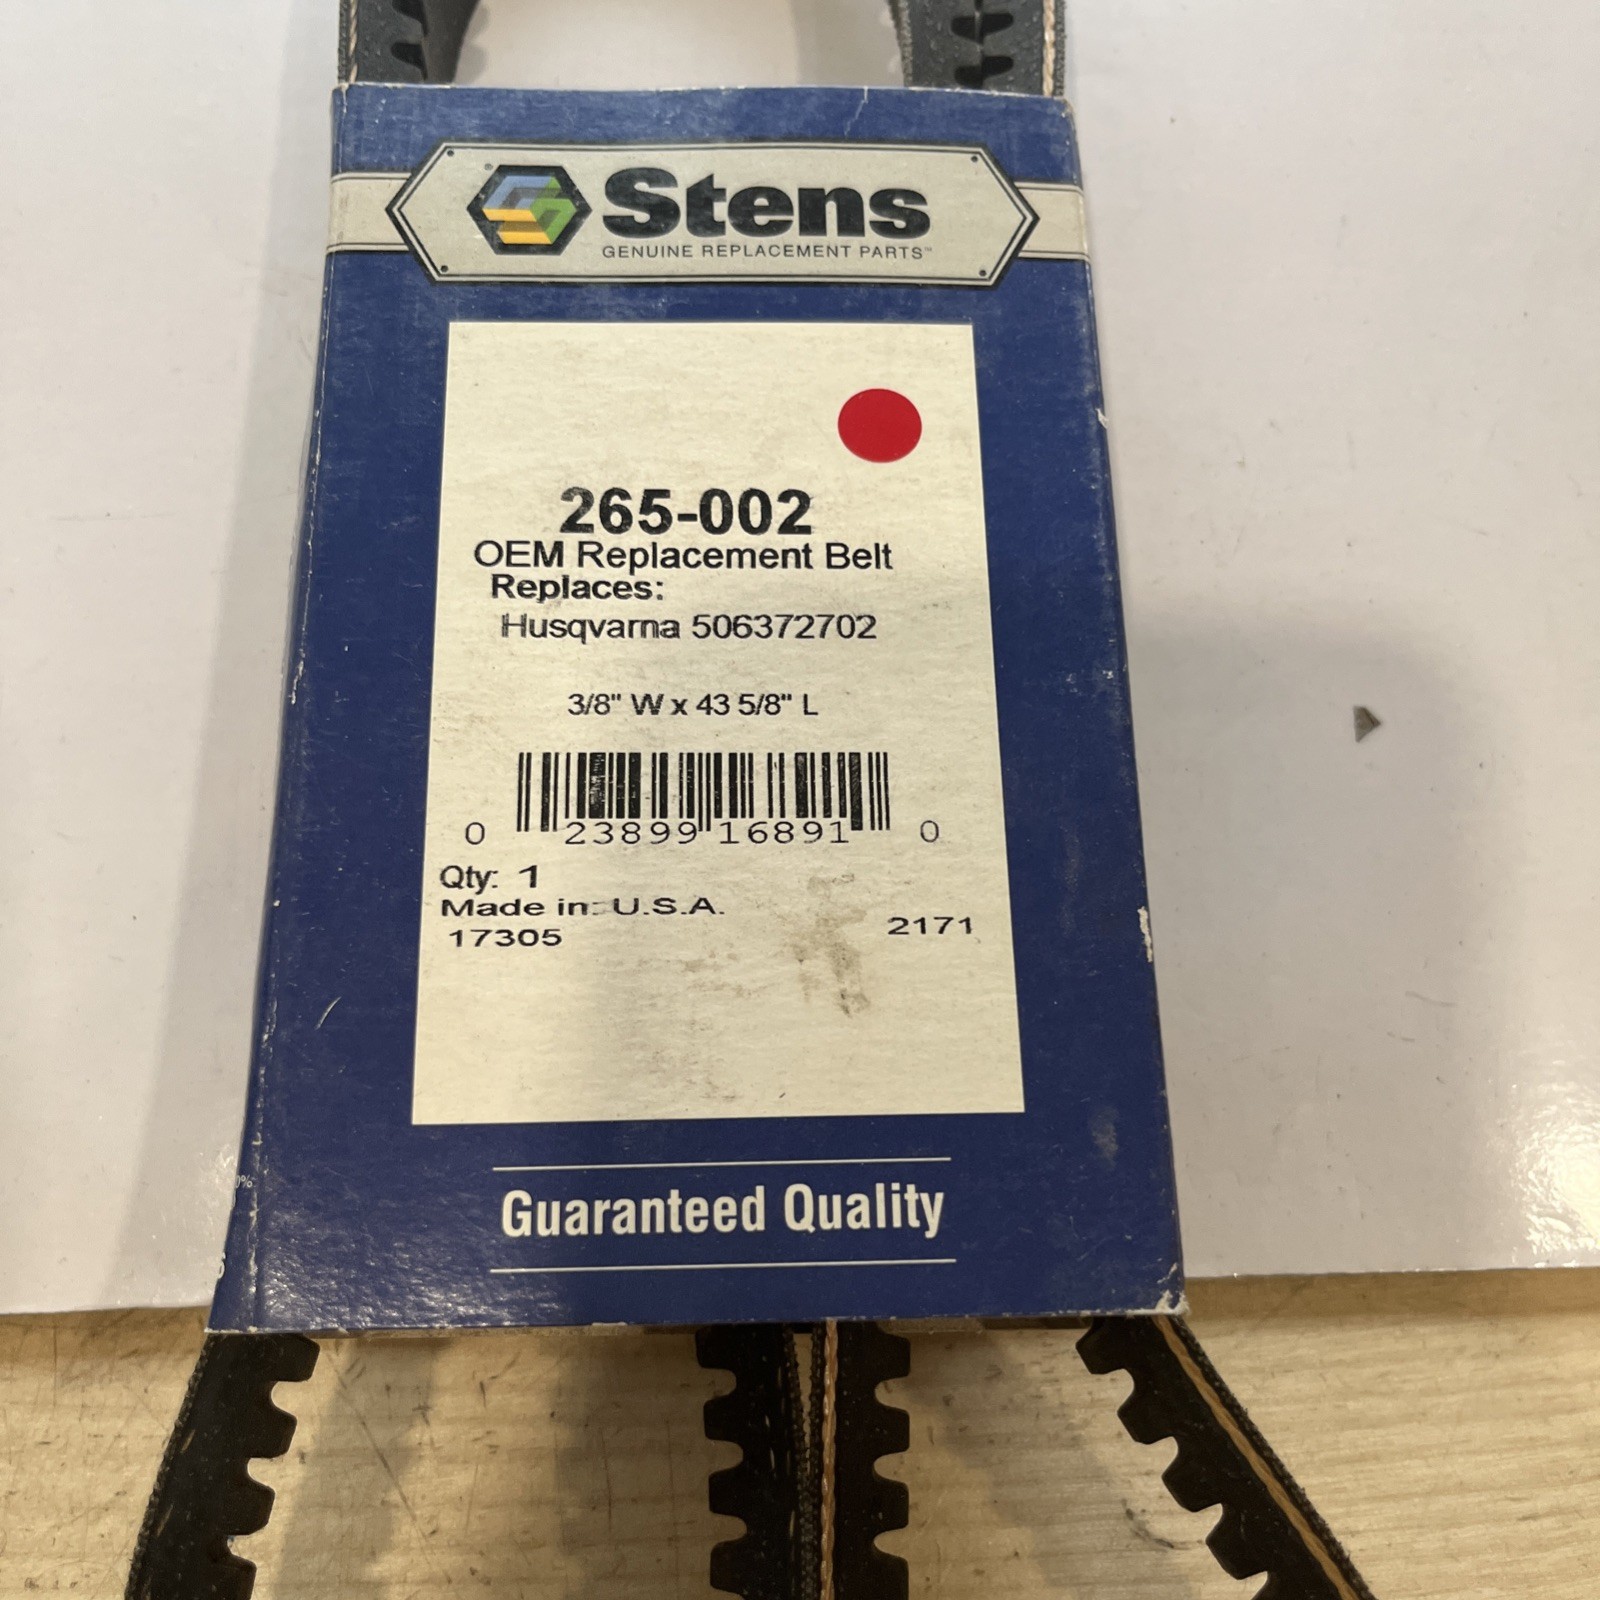 Stens
GENUINE REPLACEMENT PARTS™
265-002
OEM Replacement Belt
Replaces:
Husqvarna 506372702
3/8" W x 43 5/8" L
0 23899 16891 0
Qty: 1
Made in: U.S.A.
17305 2171
Guaranteed Quality